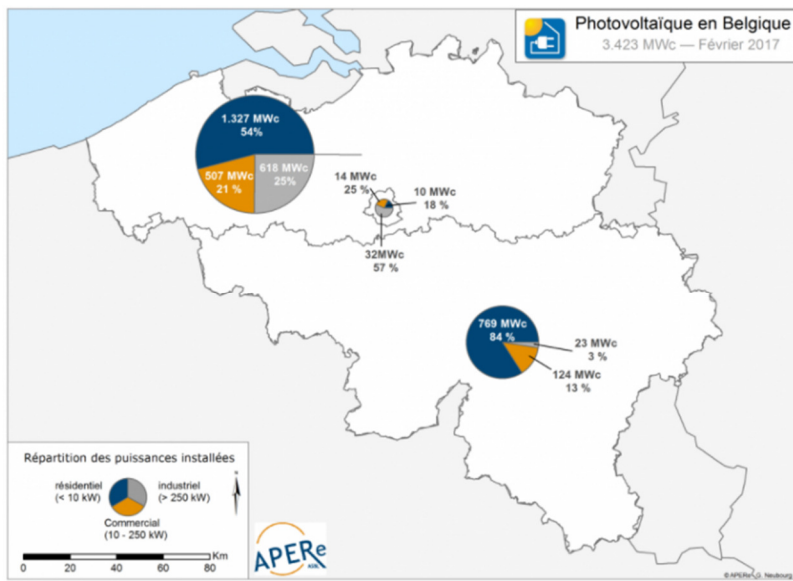 Photovoltaïque en Belgique
3.423 MWc — Février 2017
1.327 MWc
54%
507 MWc
21 %
618 MWc
25%
14 MWc
25 %
10 MWc
18 %
32MWc
57 %
769 MWc
84 %
23 MWc
3 %
124 MWc
13 %
Répartition des puissances installées
résidentiel
(< 10 kW)
industriel
(> 250 kW)
Commercial
(10 - 250 kW)
Km
0 20 40 60 80
APERe
© APERe - G. Neubourg